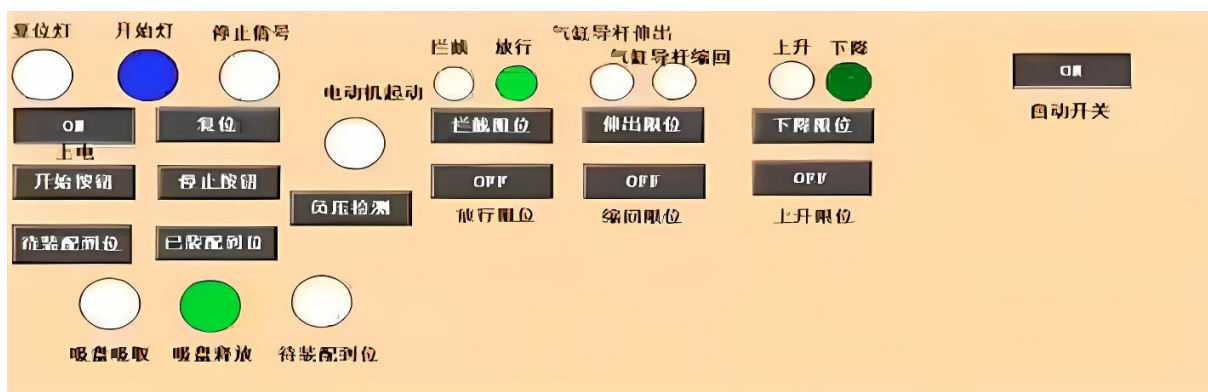 复位灯 开始灯 停止信号
气缸导杆伸出
拦截 放行 气缸导杆缩回 上升 下降
ON
自动开关
电动机起动
ON 复位 拦截限位 伸出限位 下降限位
上电
开始按钮 停止按钮 OFF OFF OFF
负压检测
放行限位 缩回限位 上升限位
待装配到位 已装配到位
吸盘吸取 吸盘释放 待装配到位